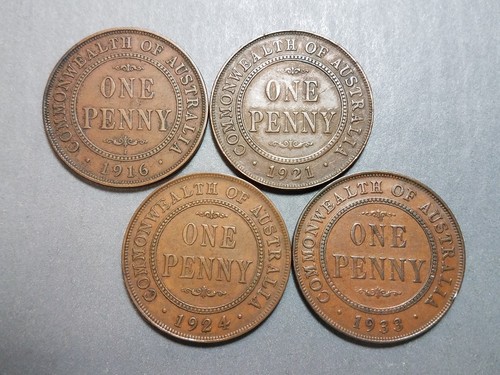 COMMONWEALTH OF AUSTRALIA
ONE
PENNY
· 1916 ·
COMMONWEALTH OF AUSTRALIA
ONE
PENNY
· 1921 ·
COMMONWEALTH OF AUSTRALIA
ONE
PENNY
· 1924 ·
COMMONWEALTH OF AUSTRALIA
ONE
PENNY
· 1933 ·